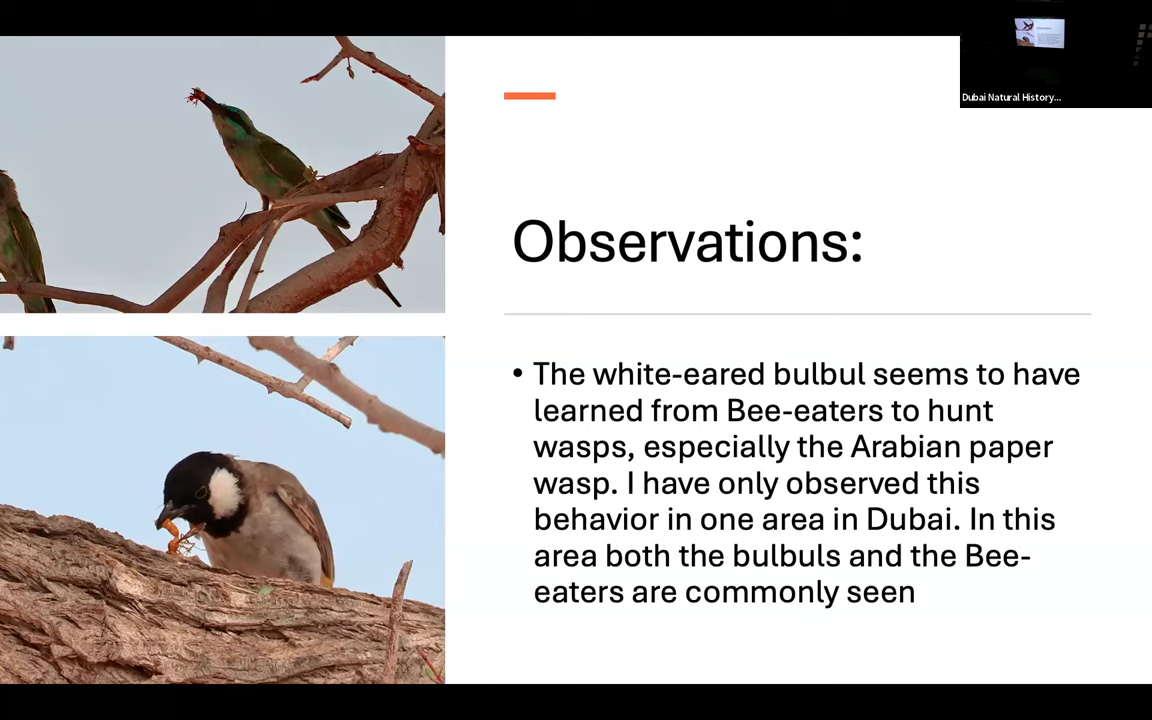 Dubai Natural History...
Observations:
• The white-eared bulbul seems to have
learned from Bee-eaters to hunt
wasps, especially the Arabian paper
wasp. I have only observed this
behavior in one area in Dubai. In this
area both the bulbuls and the Bee-
eaters are commonly seen